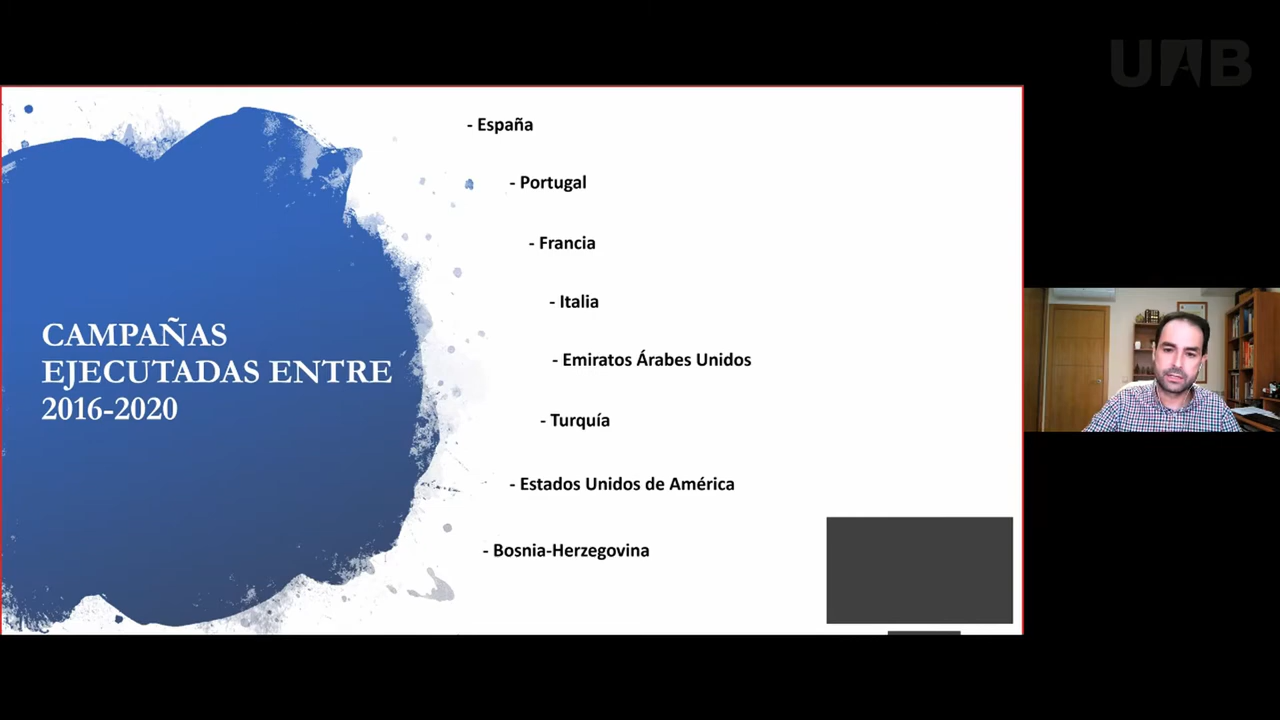 UAB
- España
- Portugal
- Francia
- Italia
CAMPAÑAS
EJECUTADAS ENTRE
2016-2020
- Emiratos Árabes Unidos
- Turquía
- Estados Unidos de América
- Bosnia-Herzegovina